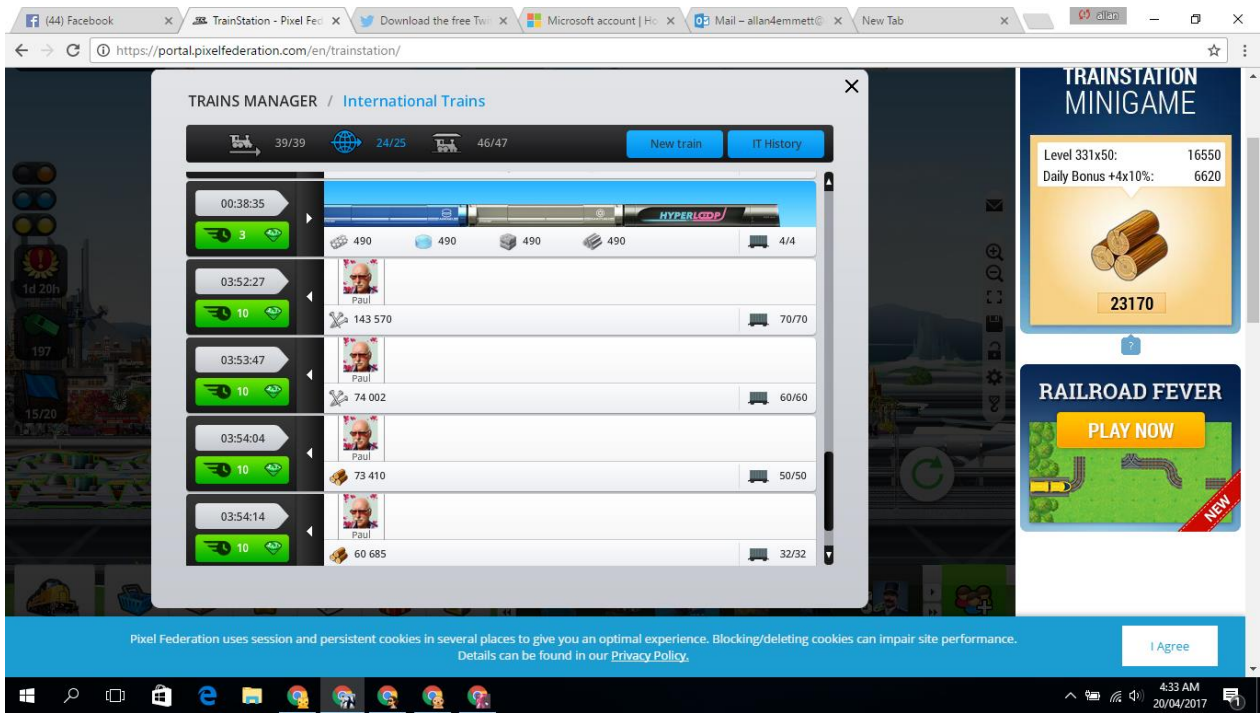 (44) Facebook
TrainStation - Pixel Fed
Download the free Twin
Microsoft account | Ho
Mail – allan4emmett@
New Tab
allan
https://portal.pixelfederation.com/en/trainstation/
TRAINS MANAGER / International Trains
39/39
24/25
46/47
New train
IT History
00:38:35
3
HYPERLOOP
490
490
490
490
4/4
03:52:27
10
Paul
143 570
70/70
03:53:47
10
Paul
74 002
60/60
03:54:04
10
Paul
73 410
50/50
03:54:14
10
Paul
60 685
32/32
1d 20h
197
15/20
TRAINSTATION
MINIGAME
Level 331x50: 16550
Daily Bonus +4x10%: 6620
23170
?
RAILROAD FEVER
PLAY NOW
NEW
Pixel Federation uses session and persistent cookies in several places to give you an optimal experience. Blocking/deleting cookies can impair site performance.
Details can be found in our Privacy Policy.
I Agree
4:33 AM
20/04/2017
1